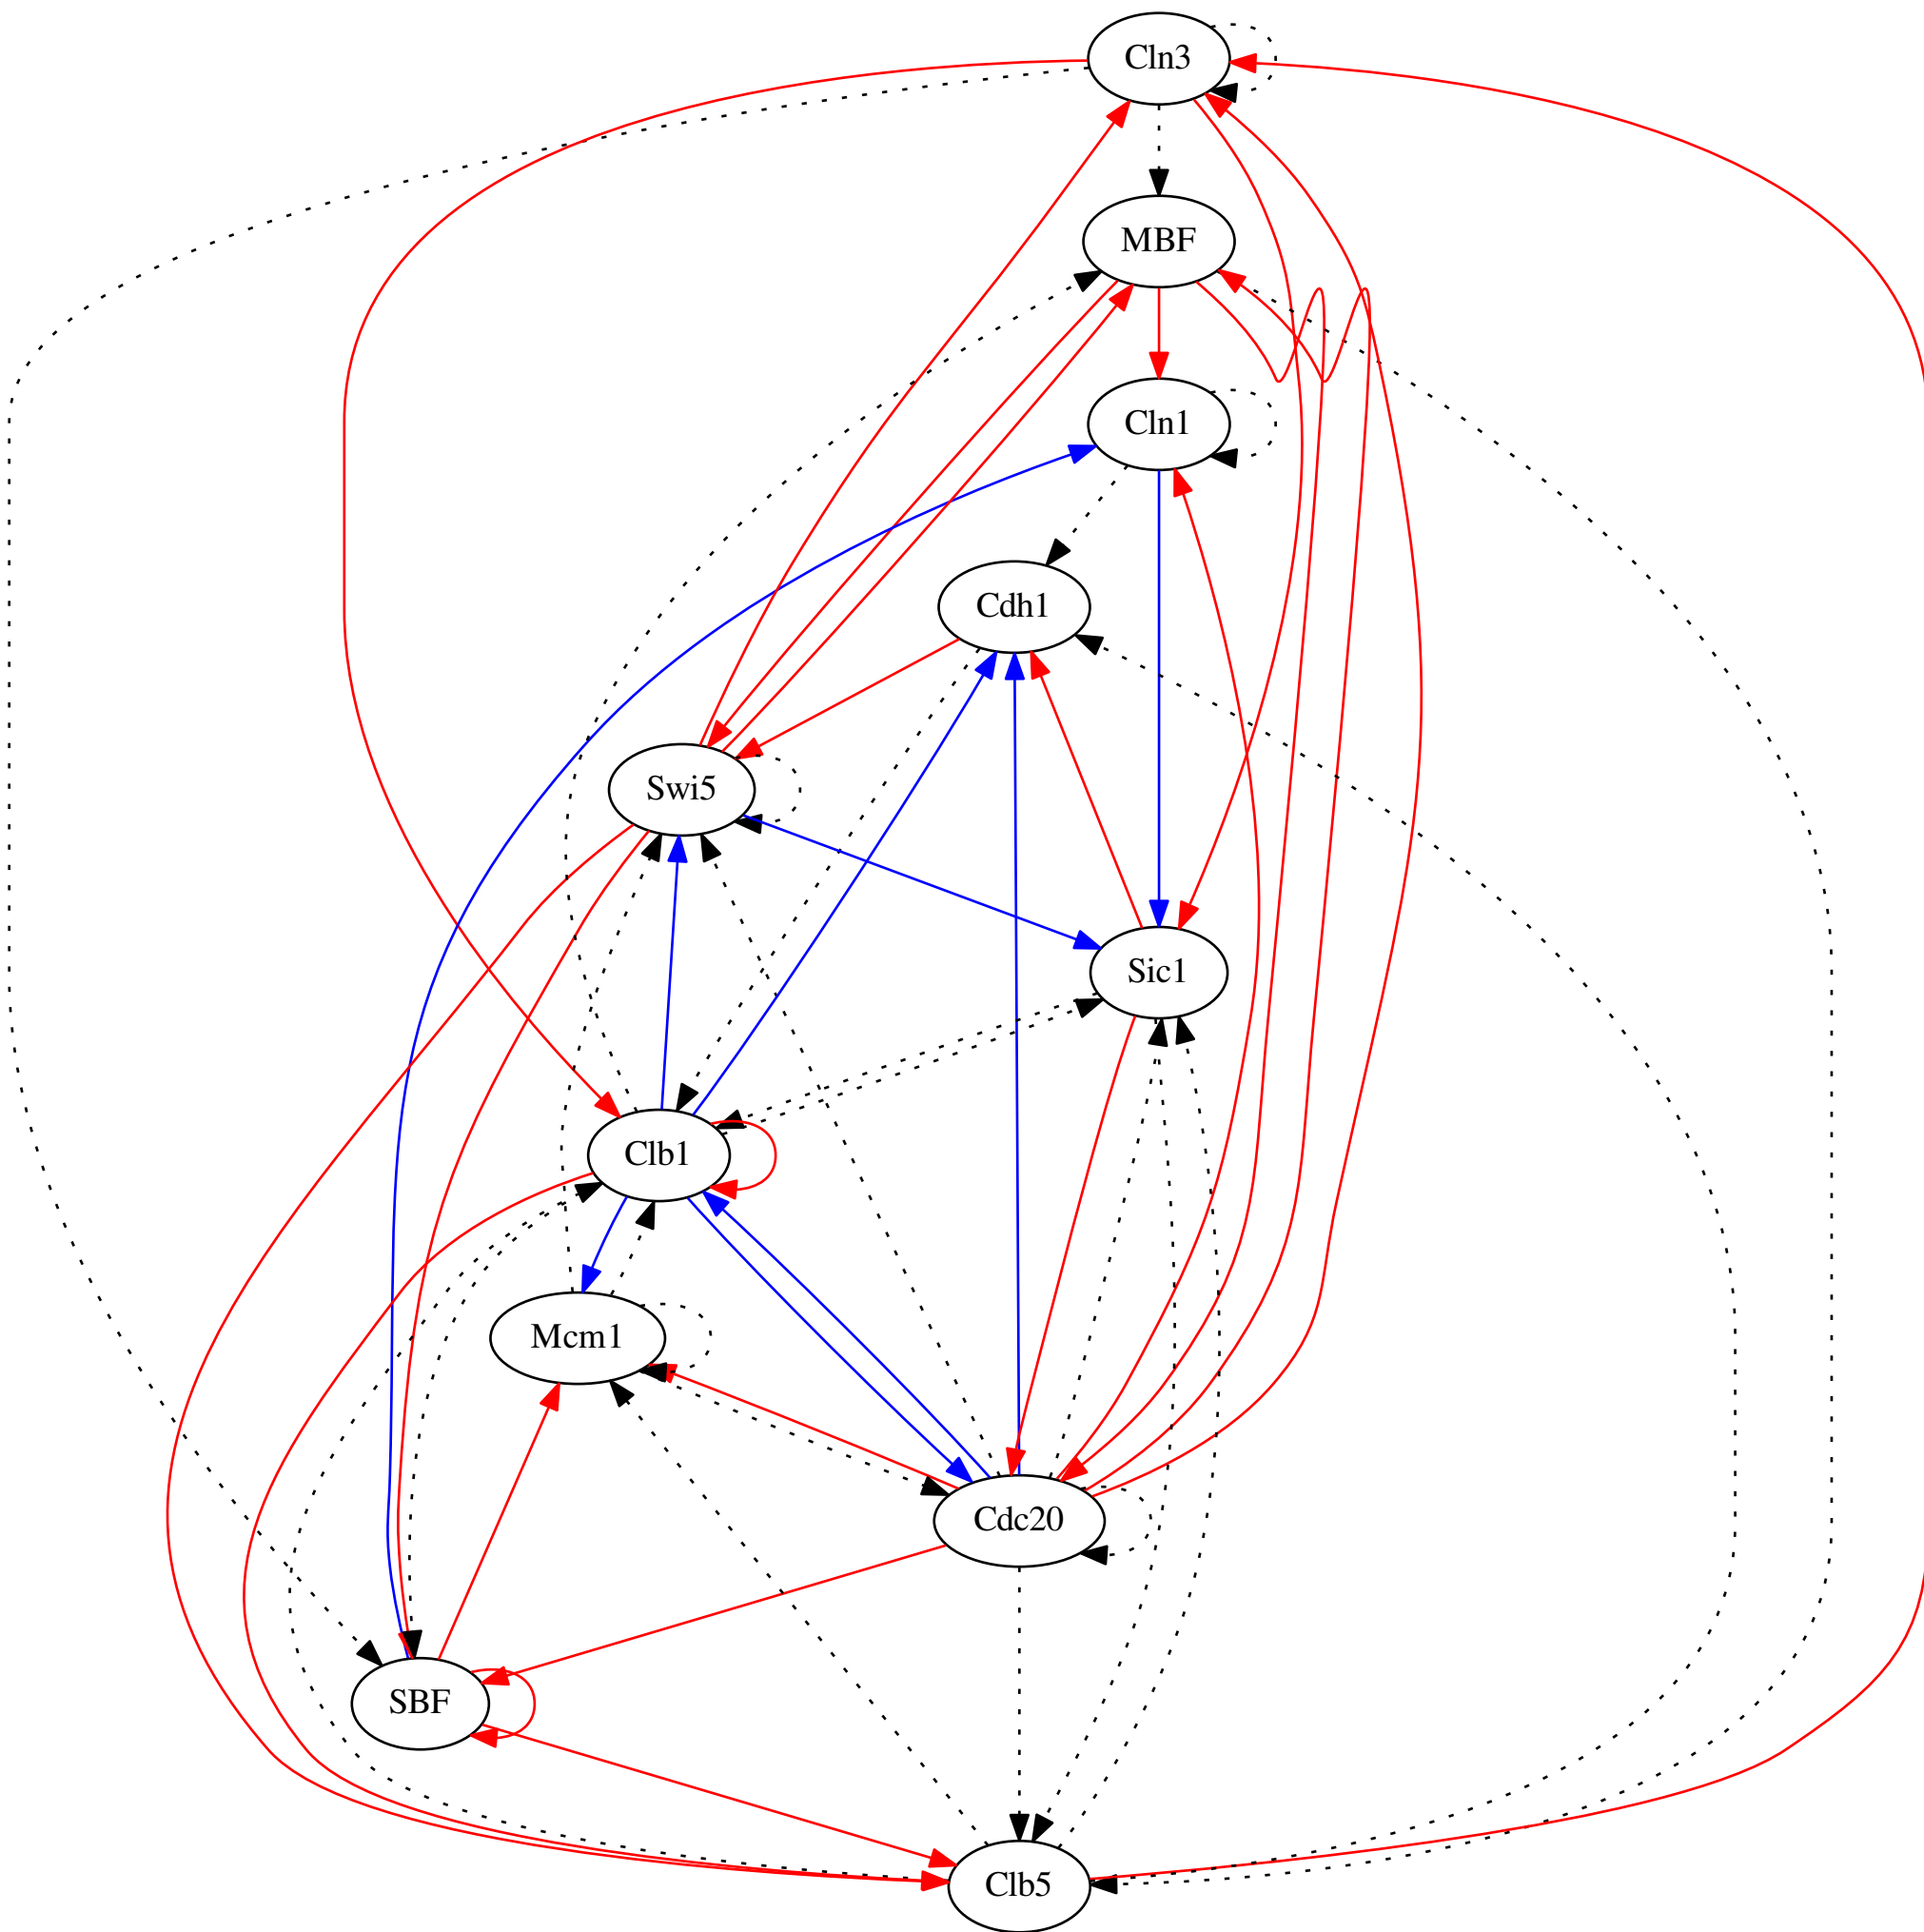 Cln3
MBF
Cln1
Cdh1
Swi5
Sic1
Clb1
Mcm1
Cdc20
SBF
Clb5